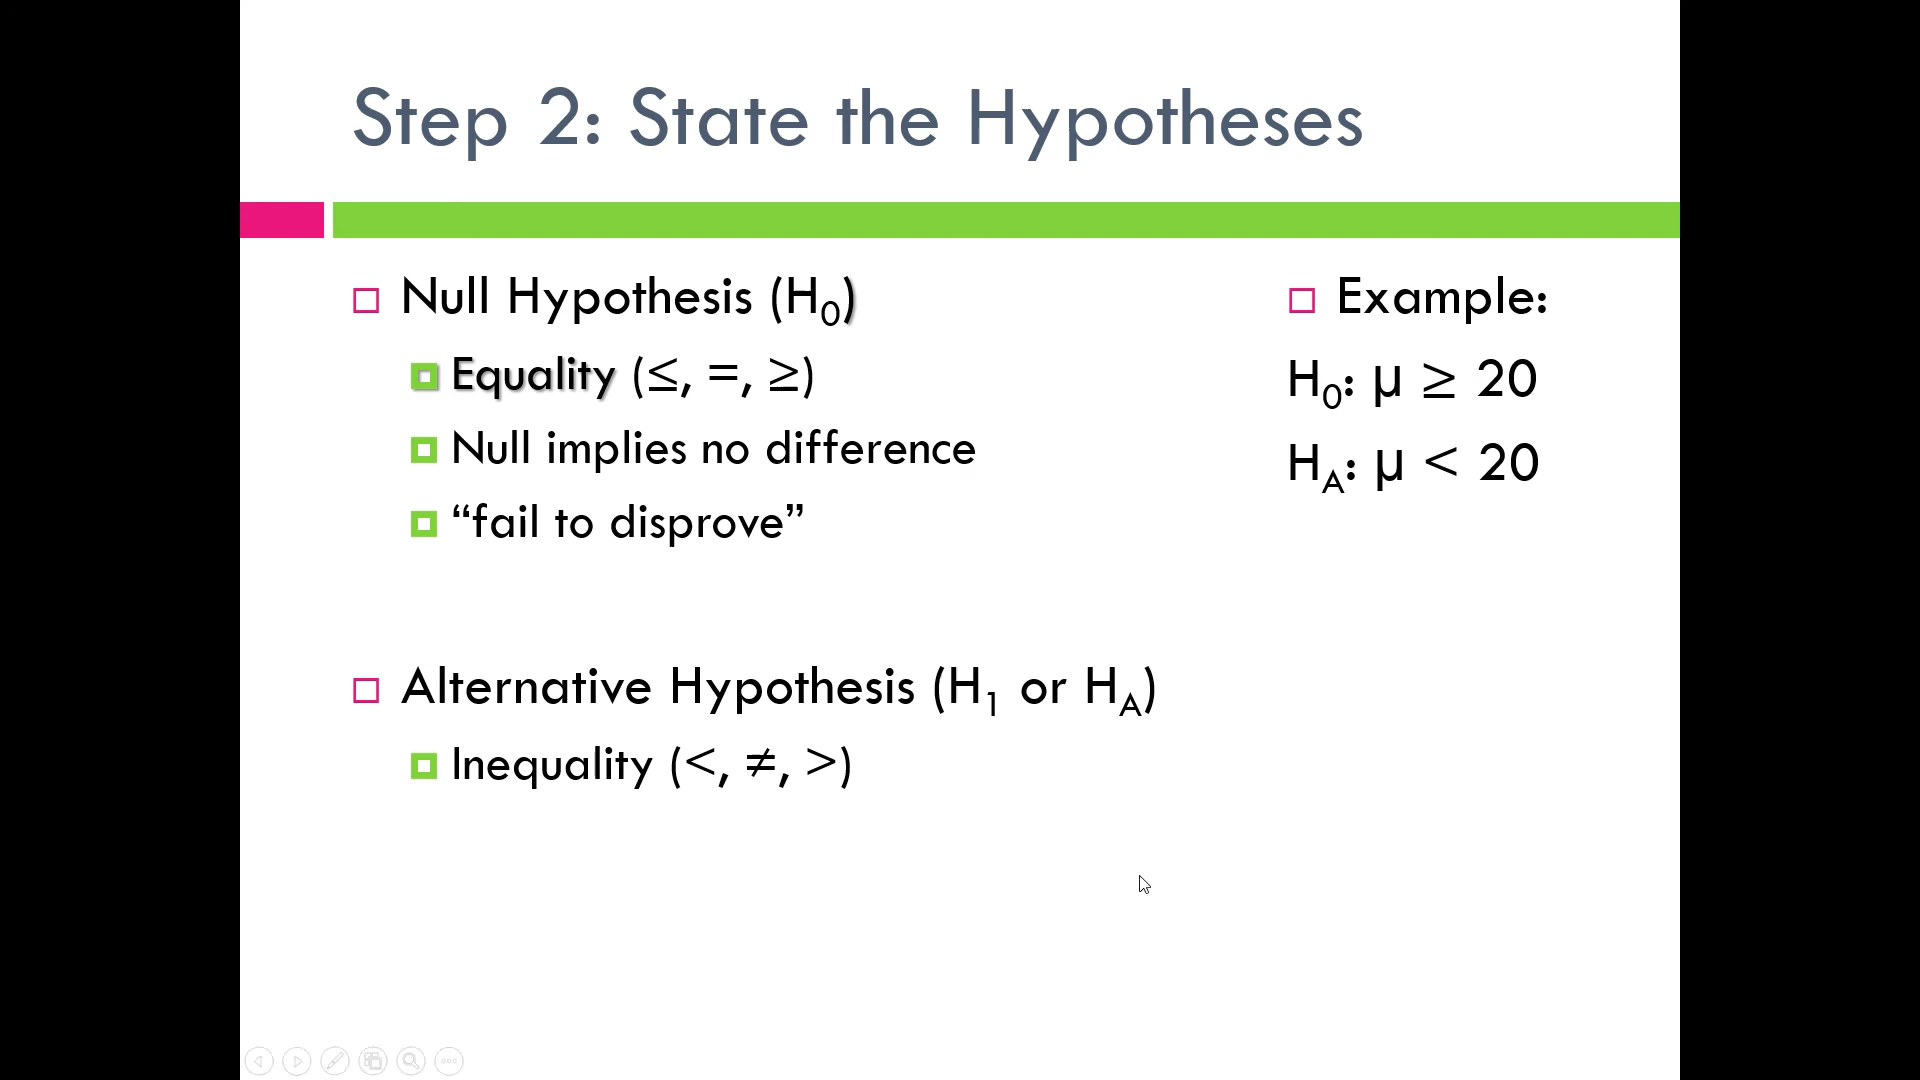 Step 2: State the Hypotheses
Null Hypothesis (H₀)
Equality (≤, =, ≥)
Null implies no difference
“fail to disprove”
Alternative Hypothesis (H₁ or Hₐ)
Inequality (<, ≠, >)
Example:
H₀: µ ≥ 20
Hₐ: µ < 20